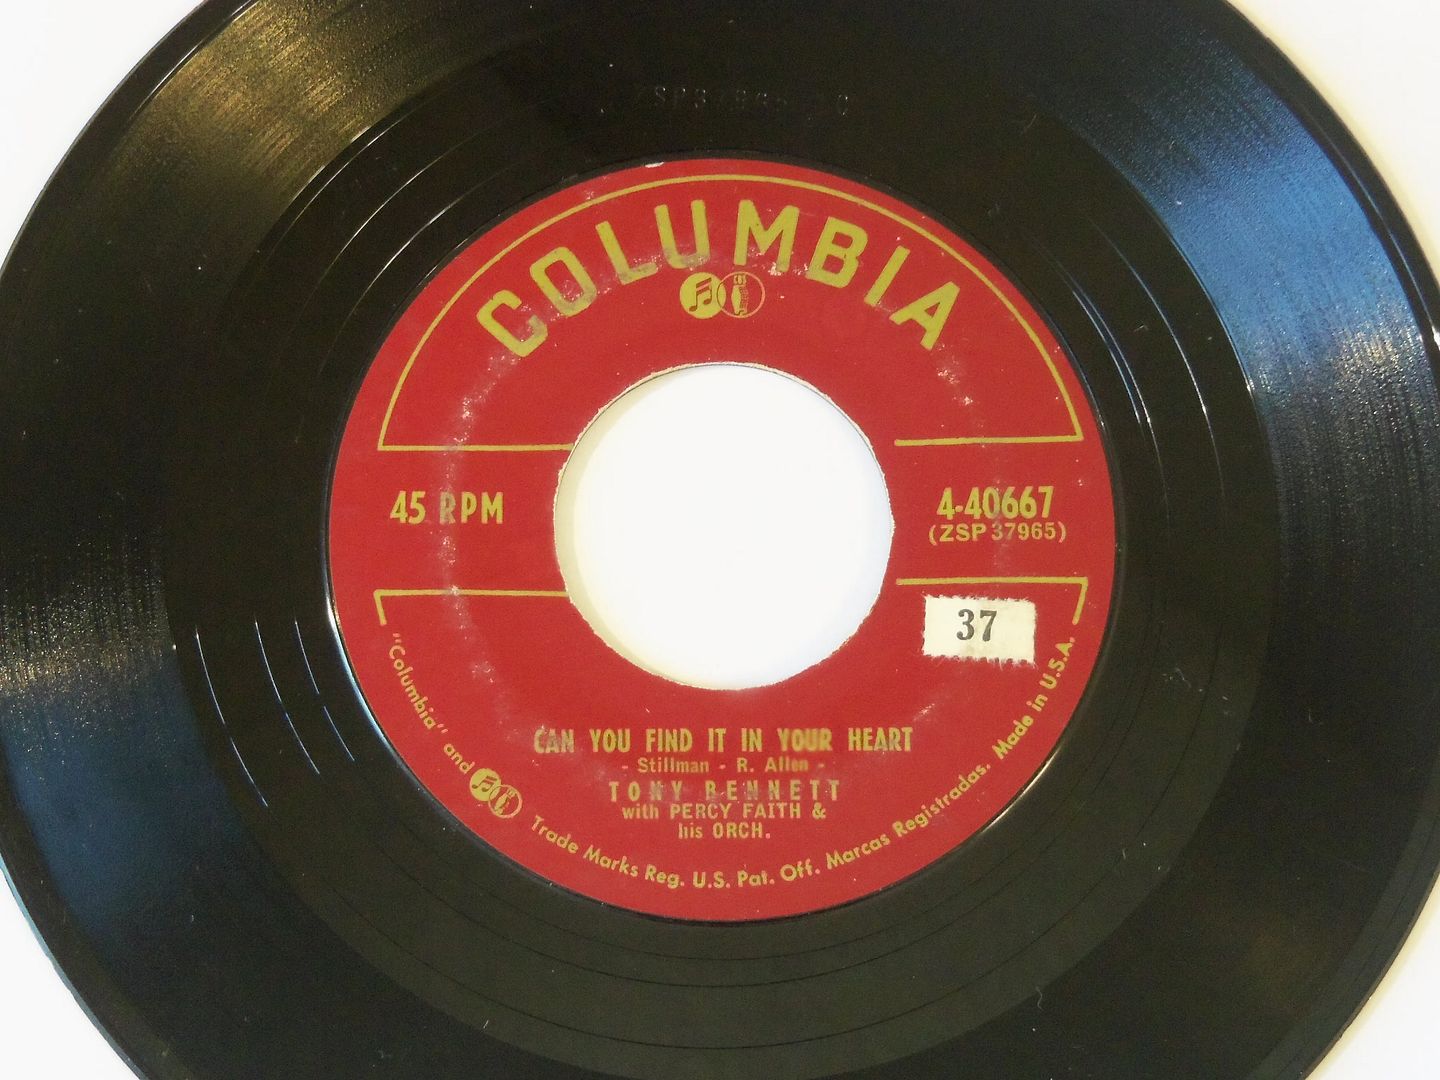 COLUMBIA
CBS
45 RPM
4-40667
(ZSP 37965)
37
CAN YOU FIND IT IN YOUR HEART
- Stillman - R. Allen -
TONY BENNETT
with PERCY FAITH &
his ORCH.
"Columbia" and Trade Marks Reg. U.S. Pat. Off. Marcas Registradas. Made in U.S.A.